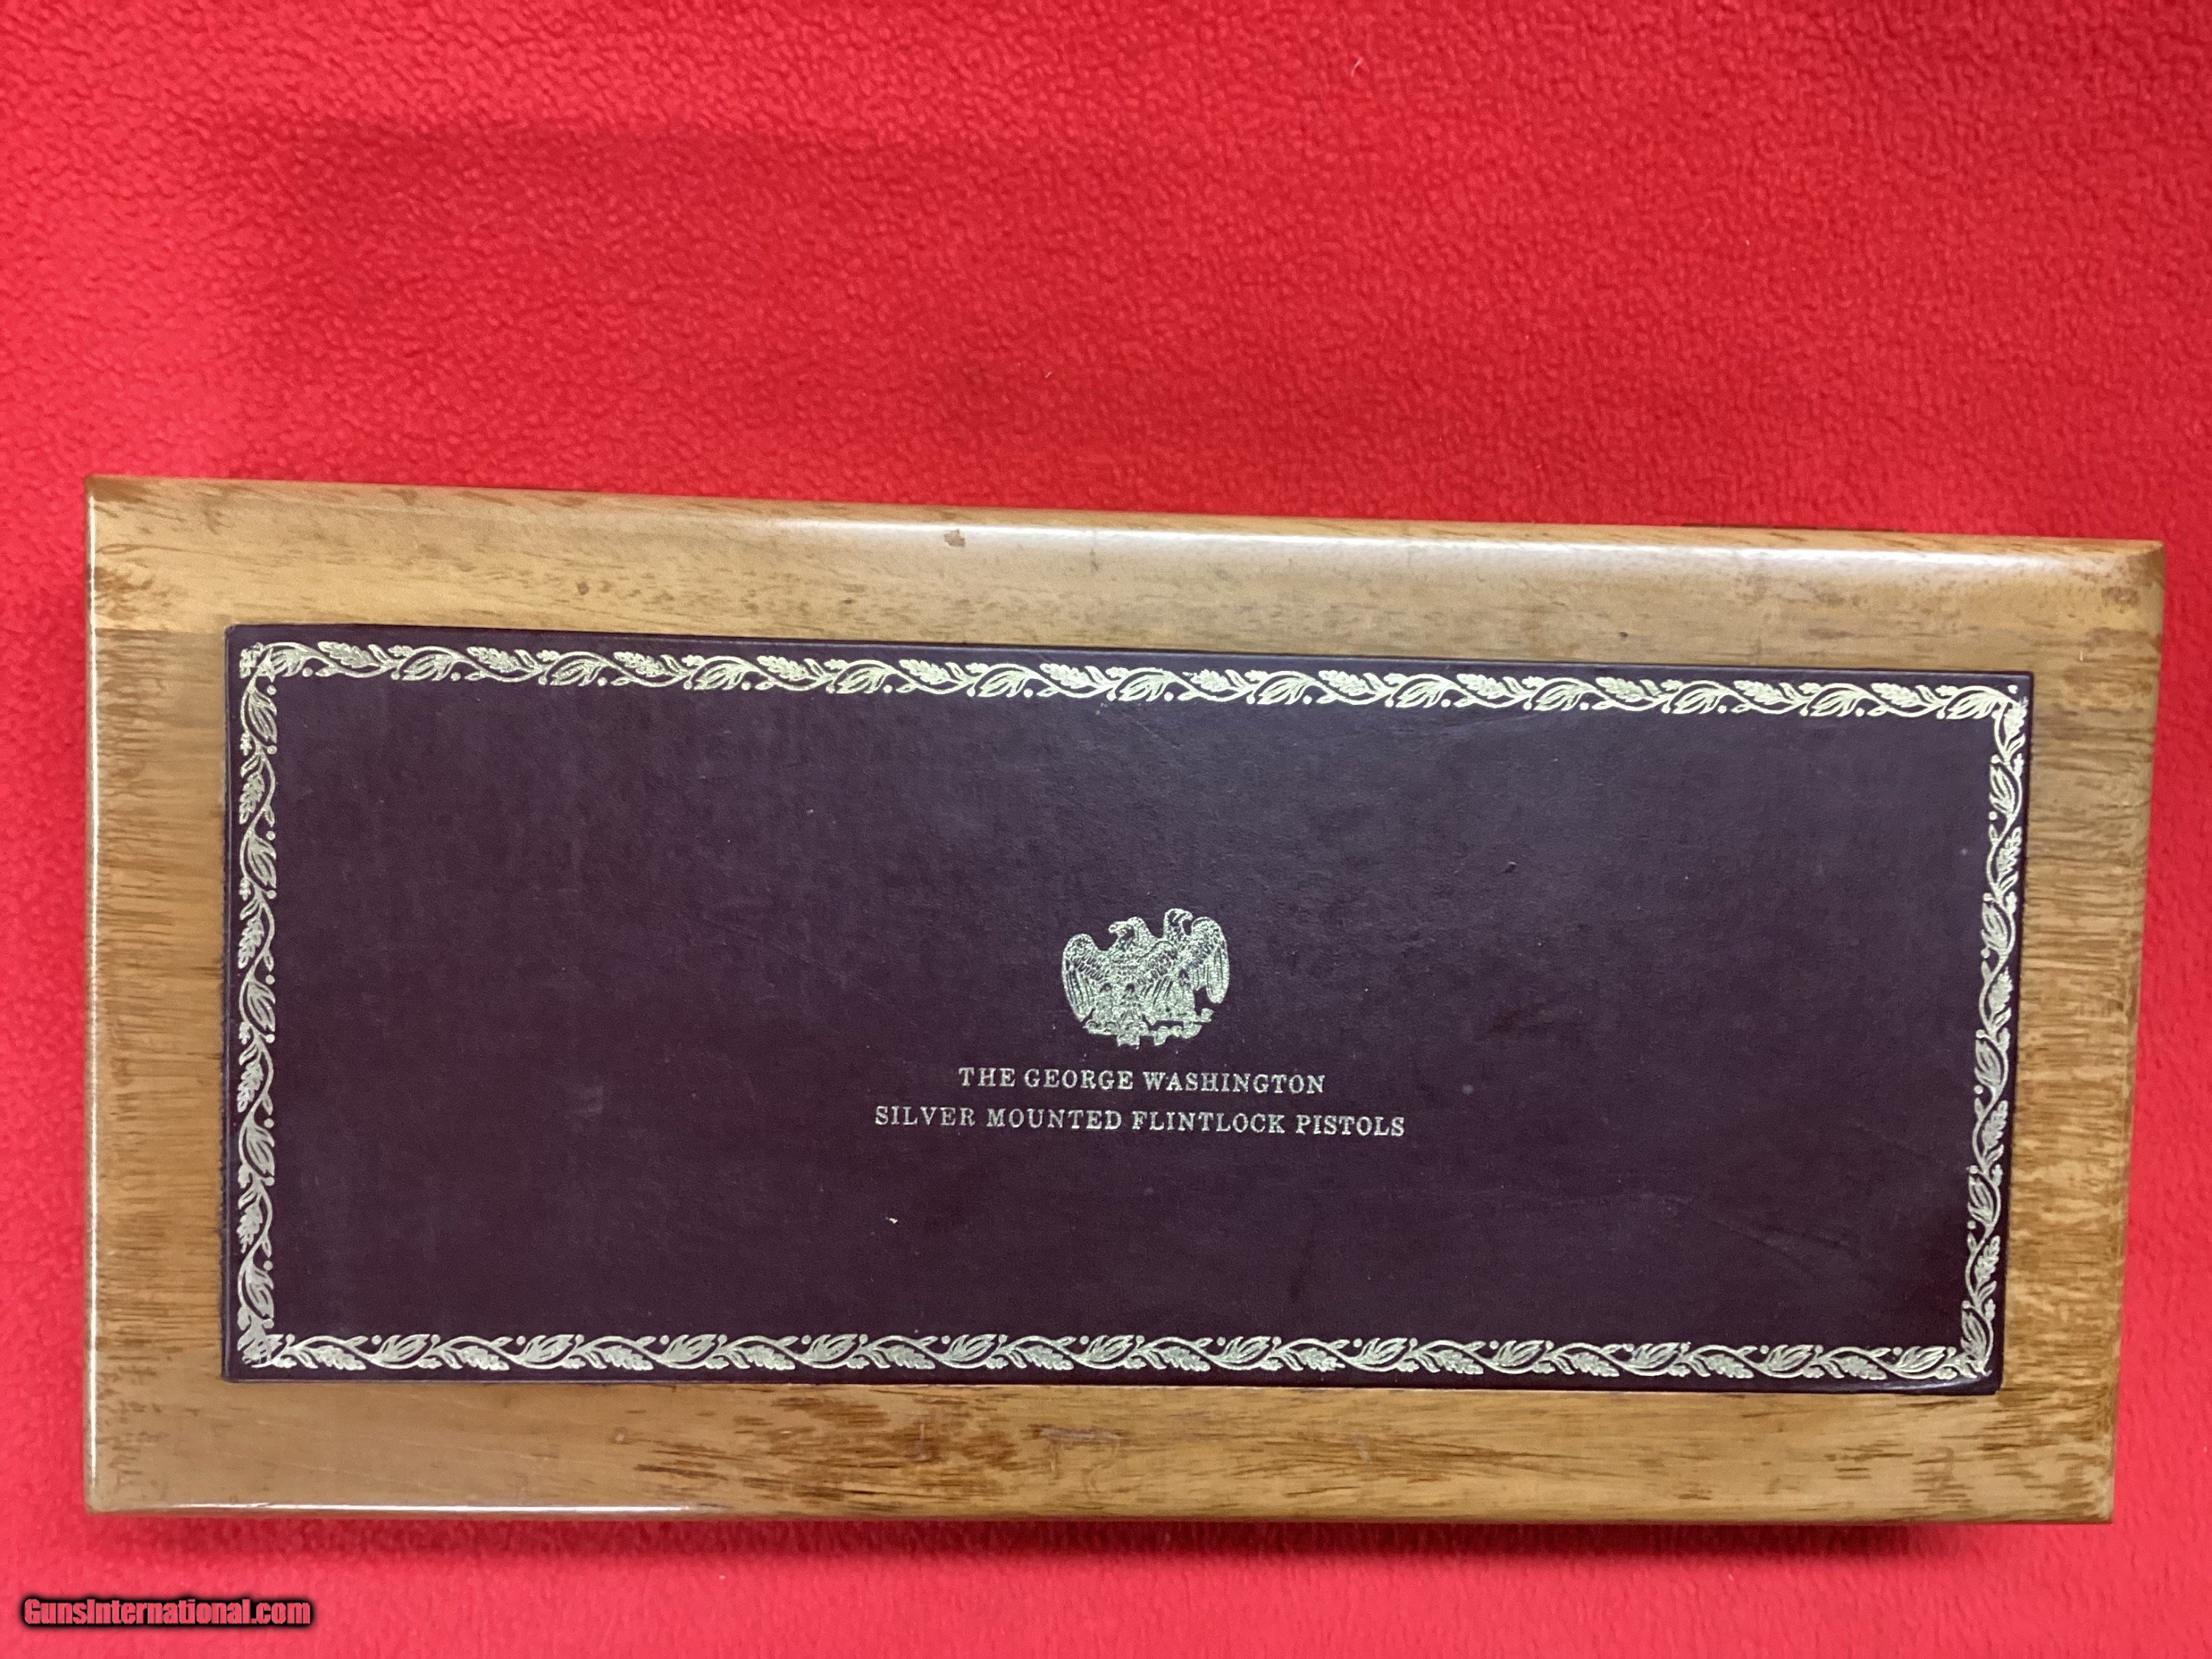 THE GEORGE WASHINGTON
SILVER MOUNTED FLINTLOCK PISTOLS
GunsInternational.com